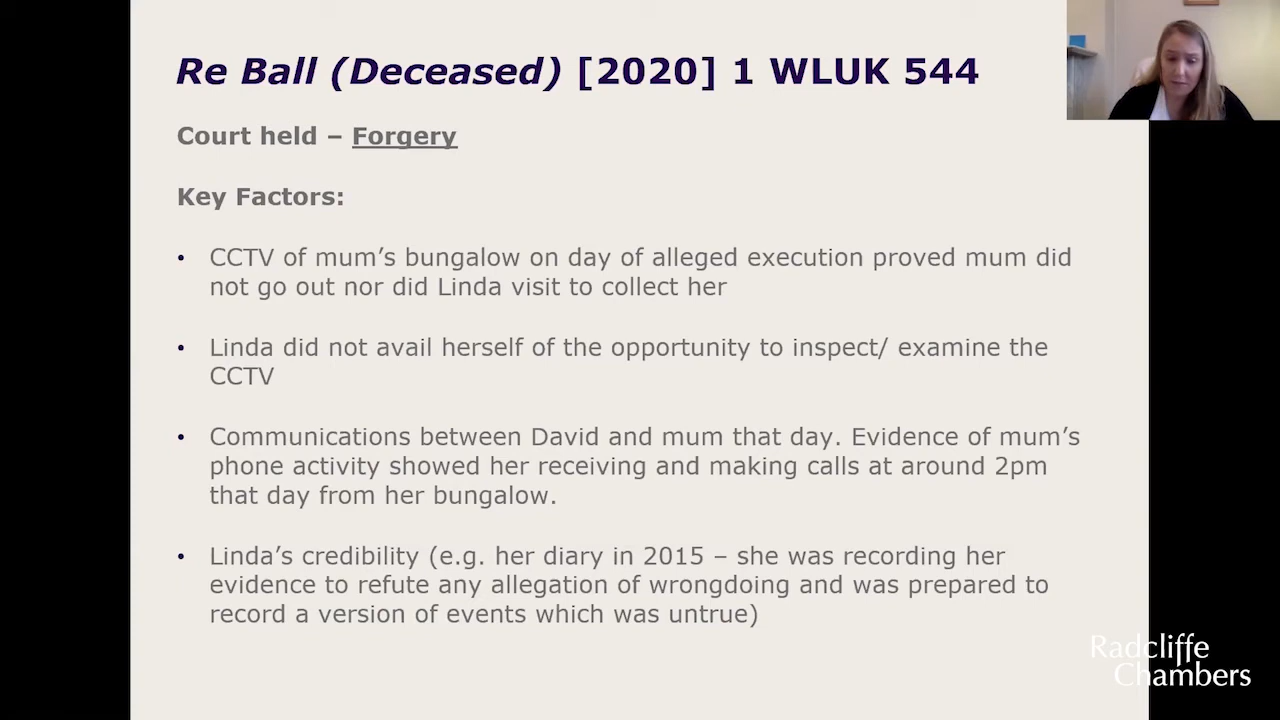 Re Ball (Deceased) [2020] 1 WLUK 544
Court held – Forgery
Key Factors:
• CCTV of mum’s bungalow on day of alleged execution proved mum did
not go out nor did Linda visit to collect her
• Linda did not avail herself of the opportunity to inspect/ examine the
CCTV
• Communications between David and mum that day. Evidence of mum’s
phone activity showed her receiving and making calls at around 2pm
that day from her bungalow.
• Linda’s credibility (e.g. her diary in 2015 – she was recording her
evidence to refute any allegation of wrongdoing and was prepared to
record a version of events which was untrue)
Radcliffe
Chambers